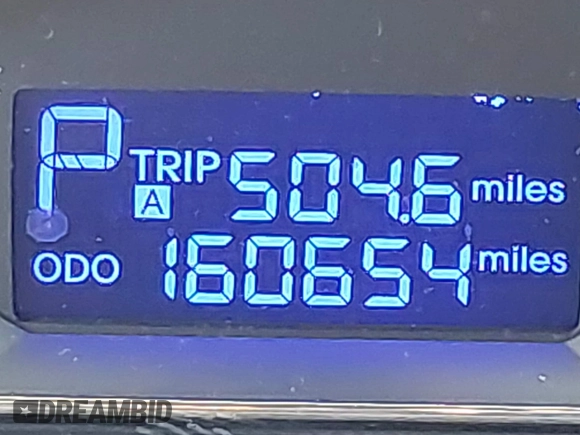 P
TRIP A 504.6 miles
ODO 160654 miles
DREAMBID